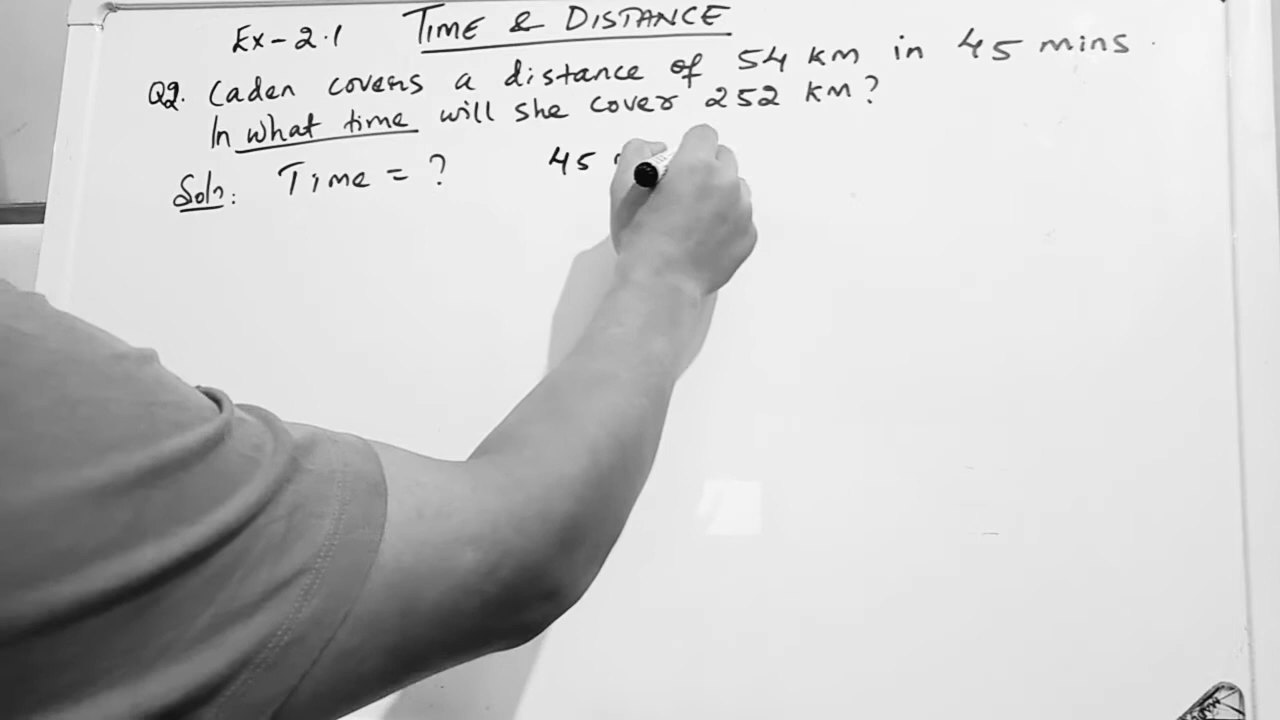 Ex-2.1 TIME & DISTANCE
Q2. Caden covers a distance of 54 km in 45 mins.
In what time will she cover 252 km?
Soln: Time = ? 45